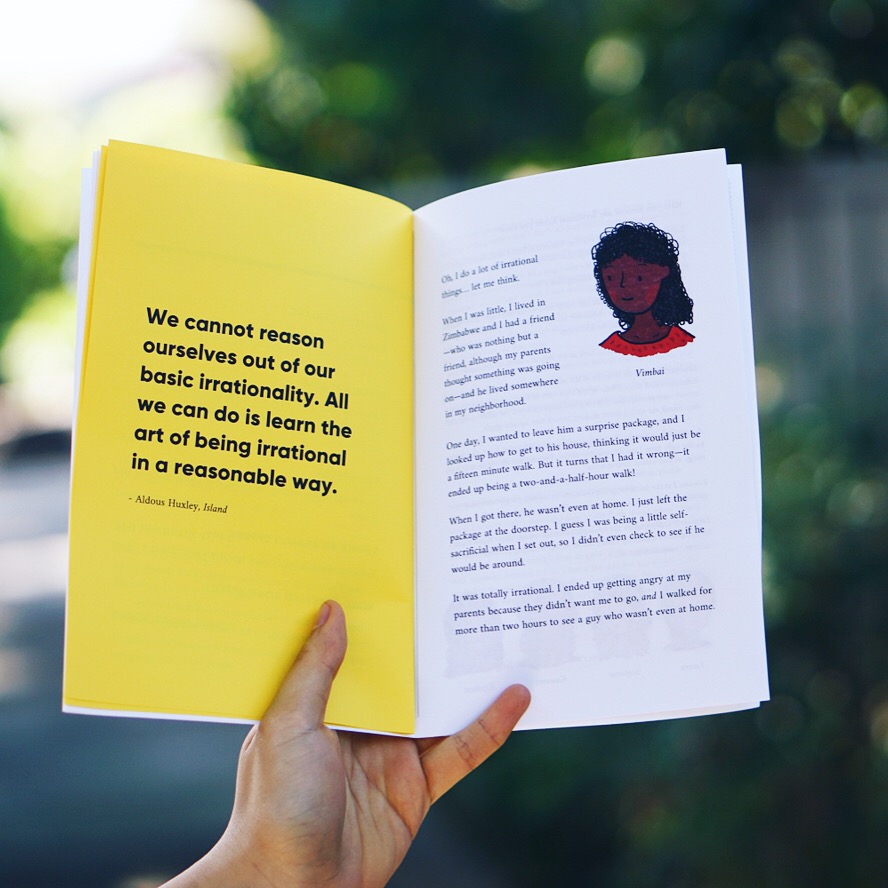 We cannot reason
ourselves out of our
basic irrationality. All
we can do is learn the
art of being irrational
in a reasonable way.
- Aldous Huxley, Island
Oh, I do a lot of irrational
things... let me think.
When I was little, I lived in
Zimbabwe and I had a friend
—who was nothing but a
friend, although my parents
thought something was going
on—and he lived somewhere
in my neighborhood.
Vimbai
One day, I wanted to leave him a surprise package, and I
looked up how to get to his house, thinking it would just be
a fifteen minute walk. But it turns that I had it wrong—it
ended up being a two-and-a-half-hour walk!
When I got there, he wasn't even at home. I just left the
package at the doorstep. I guess I was being a little self-
sacrificial when I set out, so I didn't even check to see if he
would be around.
It was totally irrational. I ended up getting angry at my
parents because they didn't want me to go, and I walked for
more than two hours to see a guy who wasn't even at home.